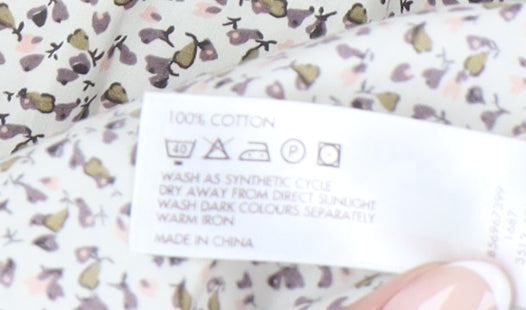 100% COTTON
40 P
WASH AS SYNTHETIC CYCLE
DRY AWAY FROM DIRECT SUNLIGHT
WASH DARK COLOURS SEPARATELY
WARM IRON
MADE IN CHINA
1687